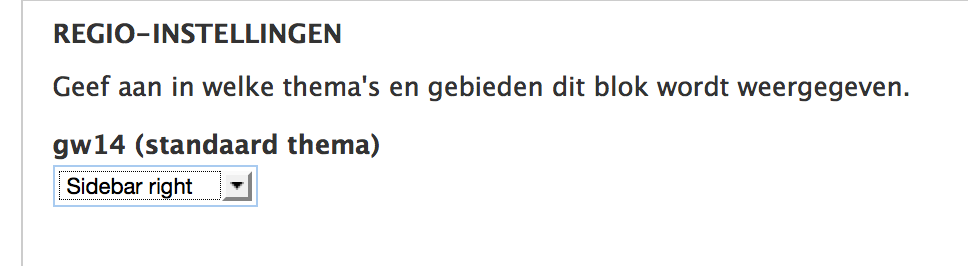 REGIO-INSTELLINGEN
Geef aan in welke thema's en gebieden dit blok wordt weergegeven.
gw14 (standaard thema)
Sidebar right